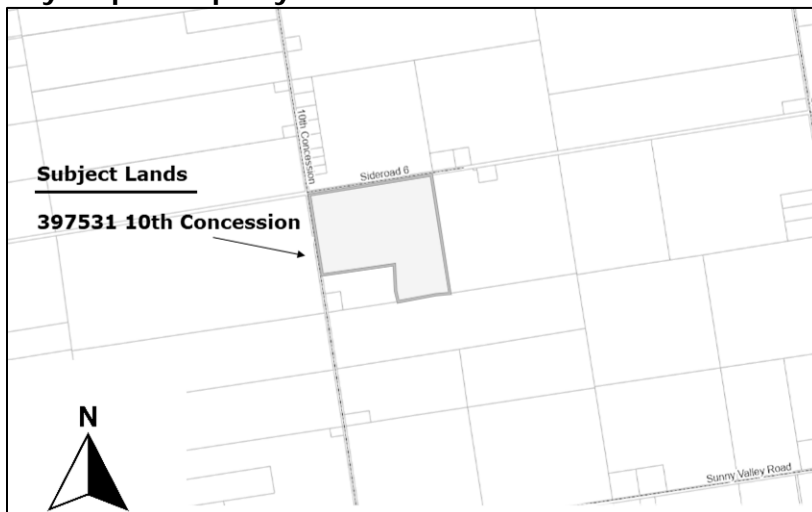 10th Concession
Sideroad 6
Subject Lands
397531 10th Concession
N
Sunny Valley Road